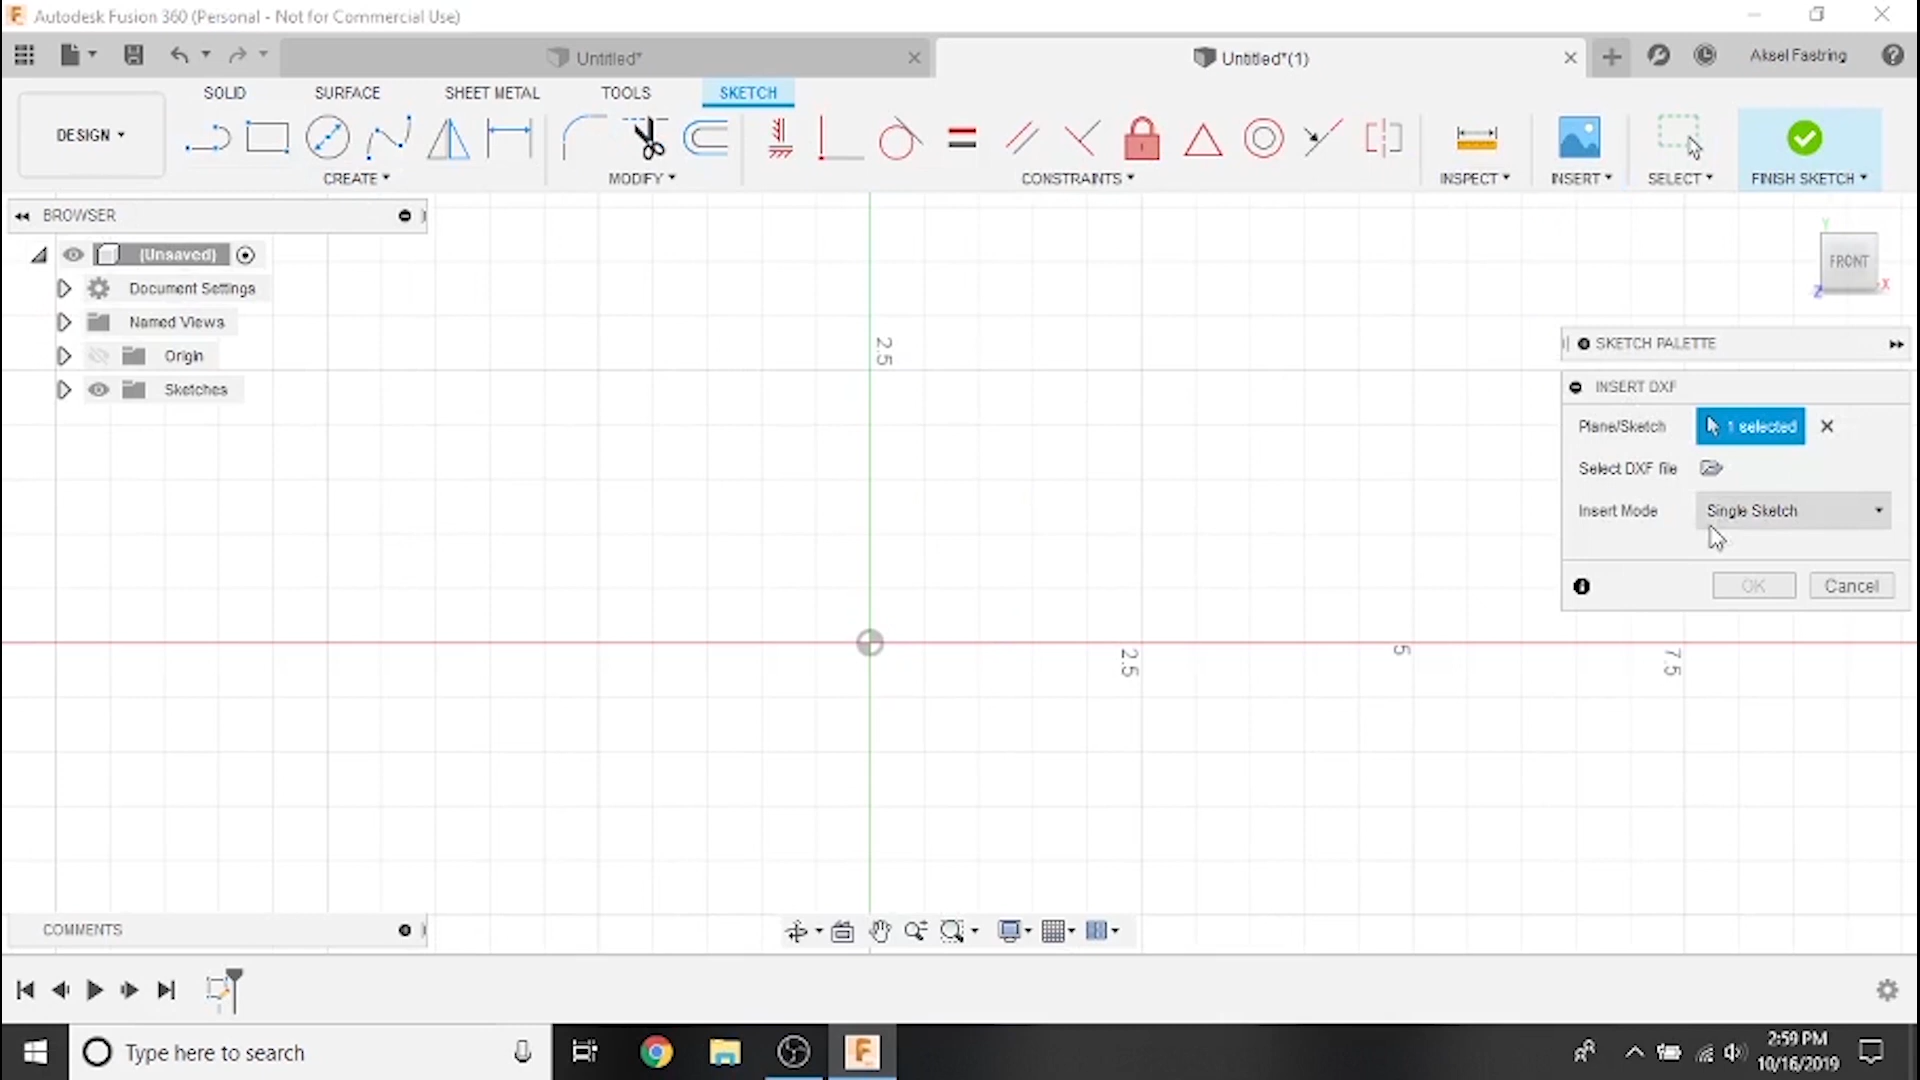 Autodesk Fusion 360 (Personal - Not for Commercial Use)
Untitled*
Untitled*(1)
Aksel Fastring
SOLID
SURFACE
SHEET METAL
TOOLS
SKETCH
DESIGN
CREATE
MODIFY
CONSTRAINTS
INSPECT
INSERT
SELECT
FINISH SKETCH
BROWSER
(Unsaved)
Document Settings
Named Views
Origin
Sketches
2.5
2.5
5
7.5
Y
FRONT
Z
X
SKETCH PALETTE
INSERT DXF
Plane/Sketch
1 selected
Select DXF file
Insert Mode
Single Sketch
OK
Cancel
COMMENTS
Type here to search
2:59 PM
10/16/2019